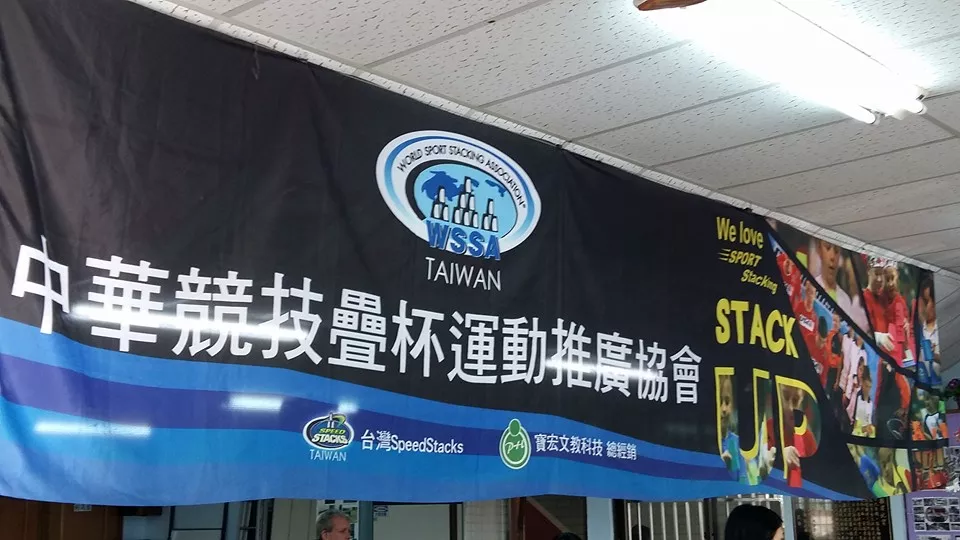 WORLD SPORT STACKING ASSOCIATION®
WSSA
TAIWAN
中華競技疊杯運動推廣協會
SPEED STACKS
TAIWAN
台灣SpeedStacks
PH
寶宏文教科技 總經銷
We love
SPORT
Stacking
STACK
UP